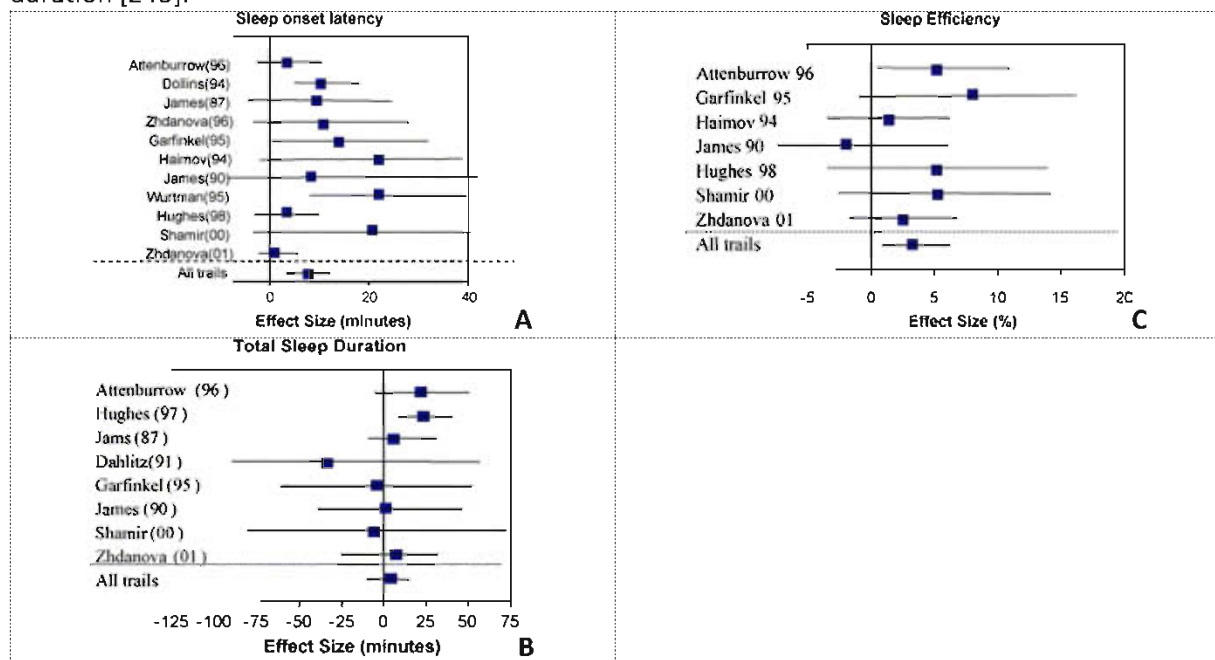 Sleep onset latency
Attenburrow(96)
Dollins(94)
James(87)
Zhdanova(96)
Garfinkel(95)
Haimov(94)
James(90)
Wurtman(95)
Hughes(98)
Shamir(00)
Zhdanova(01)
All trails
0 20 40
Effect Size (minutes)
A
Sleep Efficiency
Attenburrow 96
Garfinkel 95
Haimov 94
James 90
Hughes 98
Shamir 00
Zhdanova 01
All trails
-5 0 5 10 15 20
Effect Size (%)
C
Total Sleep Duration
Attenburrow (96)
Hughes (97)
Jams (87)
Dahlitz(91)
Garfinkel (95)
James (90)
Shamir (00)
Zhdanova (01)
All trails
-125 -100 -75 -50 -25 0 25 50 75
Effect Size (minutes)
B